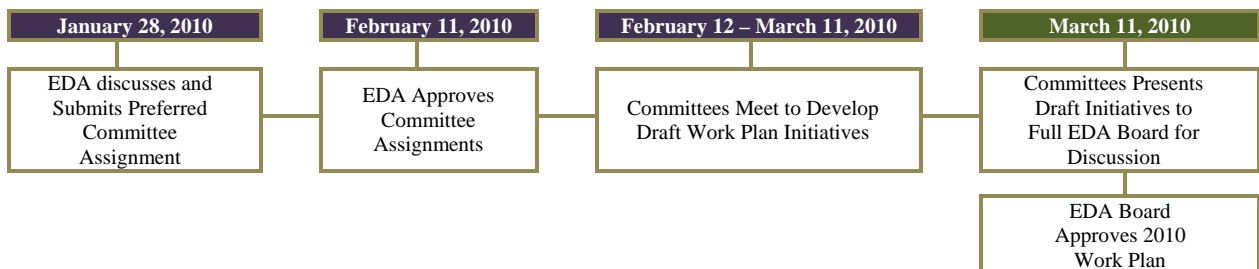 January 28, 2010
EDA discusses and
Submits Preferred
Committee
Assignment
February 11, 2010
EDA Approves
Committee
Assignments
February 12 – March 11, 2010
Committees Meet to Develop
Draft Work Plan Initiatives
March 11, 2010
Committees Presents
Draft Initiatives to
Full EDA Board for
Discussion
EDA Board
Approves 2010
Work Plan